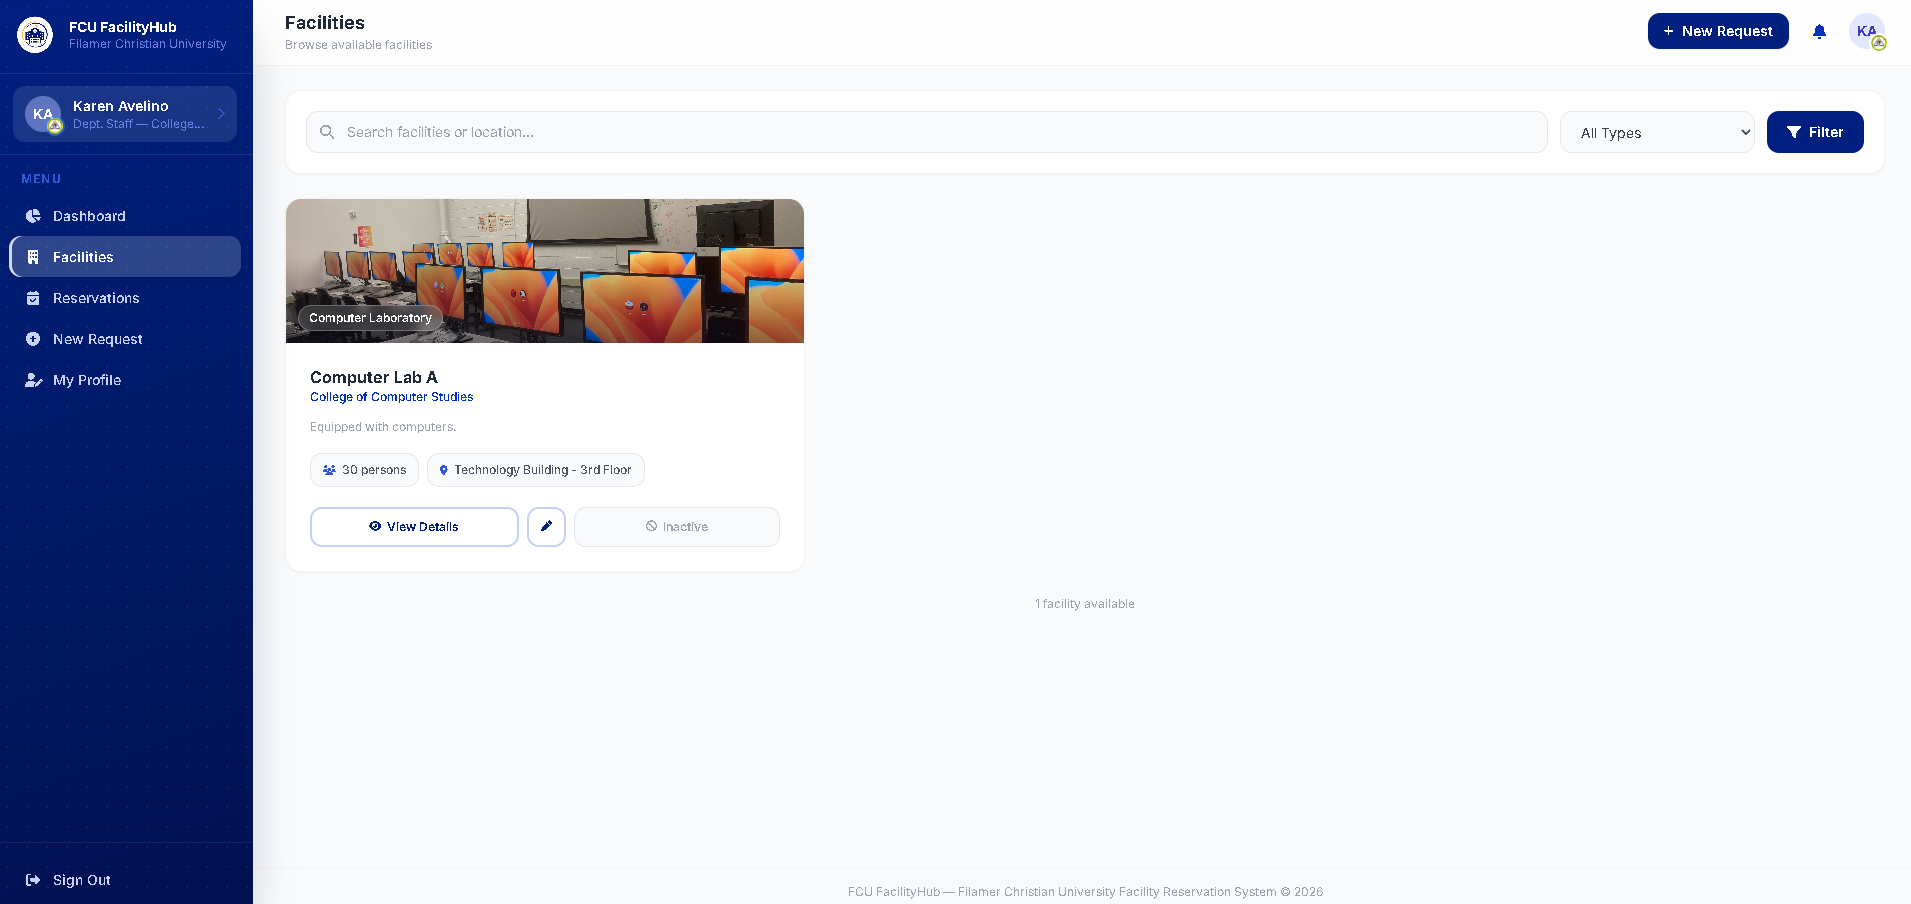 FCU FacilityHub
Filamer Christian University
KA
Karen Avelino
Dept. Staff — College...
MENU
Dashboard
Facilities
Reservations
New Request
My Profile
Sign Out
Facilities
Browse available facilities
+ New Request
KA
Search facilities or location...
All Types
Filter
Computer Laboratory
Computer Lab A
College of Computer Studies
Equipped with computers.
30 persons
Technology Building - 3rd Floor
View Details
Inactive
1 facility available
FCU FacilityHub — Filamer Christian University Facility Reservation System © 2026